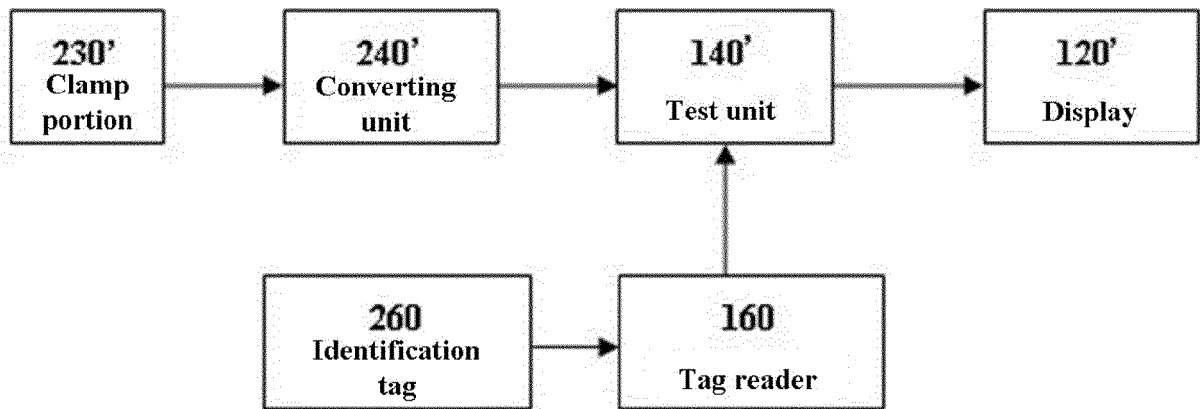 230’
Clamp
portion
240’
Converting
unit
140’
Test unit
120’
Display
260
Identification
tag
160
Tag reader